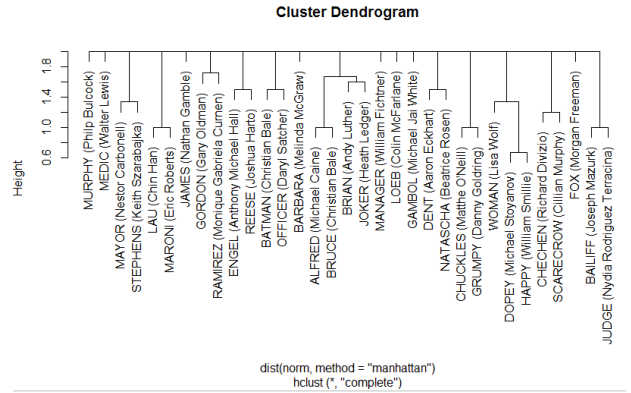 Cluster Dendrogram
Height
0.6
1.0
1.4
1.8
MURPHY (Philp Bulcock)
MEDIC (Walter Lewis)
MAYOR (Nestor Carbonell)
STEPHENS (Keith Szarabajka)
LAU (Chin Han)
MARONI (Eric Roberts)
JAMES (Nathan Gamble)
GORDON (Gary Oldman)
RAMIREZ (Monique Gabriela Curnen)
ENGEL (Anthony Michael Hall)
REESE (Joshua Harto)
BATMAN (Christian Bale)
OFFICER (Daryl Satcher)
BARBARA (Melinda McGraw)
ALFRED (Michael Caine)
BRUCE (Christian Bale)
BRIAN (Andy Luther)
JOKER (Heath Ledger)
MANAGER (William Fichtner)
LOEB (Colin McFarlane)
GAMBOL (Michael Jai White)
DENT (Aaron Eckhart)
NATASCHA (Beatrice Rosen)
CHUCKLES (Matthe O'Neill)
GRUMPY (Danny Goldring)
WOMAN (Lisa Wolf)
DOPEY (Michael Stoyanov)
HAPPY (William Smillie)
CHECHEN (Richard Divizio)
SCARECROW (Cillian Murphy)
FOX (Morgan Freeman)
BAILIFF (Joseph Mazurk)
JUDGE (Nydia Rodriguez Terracina)
dist(norm, method = "manhattan")
hclust (*, "complete")